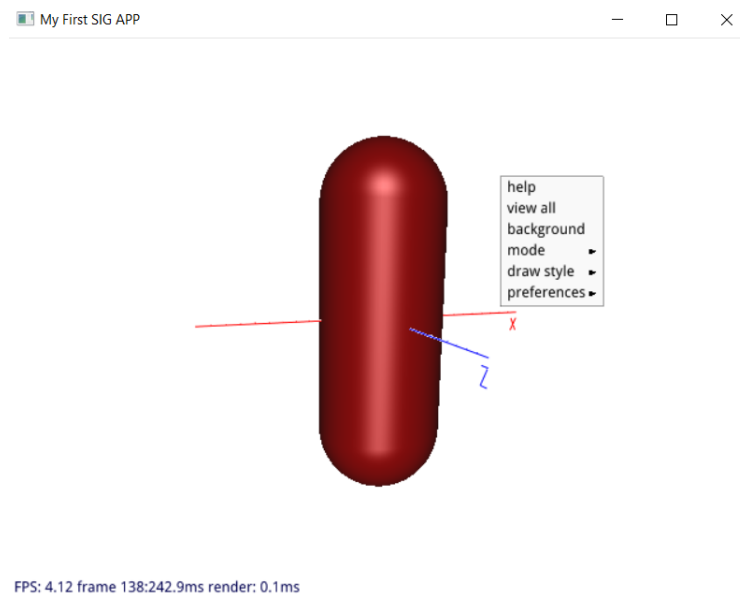 My First SIG APP
help
view all
background
mode
draw style
preferences
X
Z
FPS: 4.12 frame 138:242.9ms render: 0.1ms